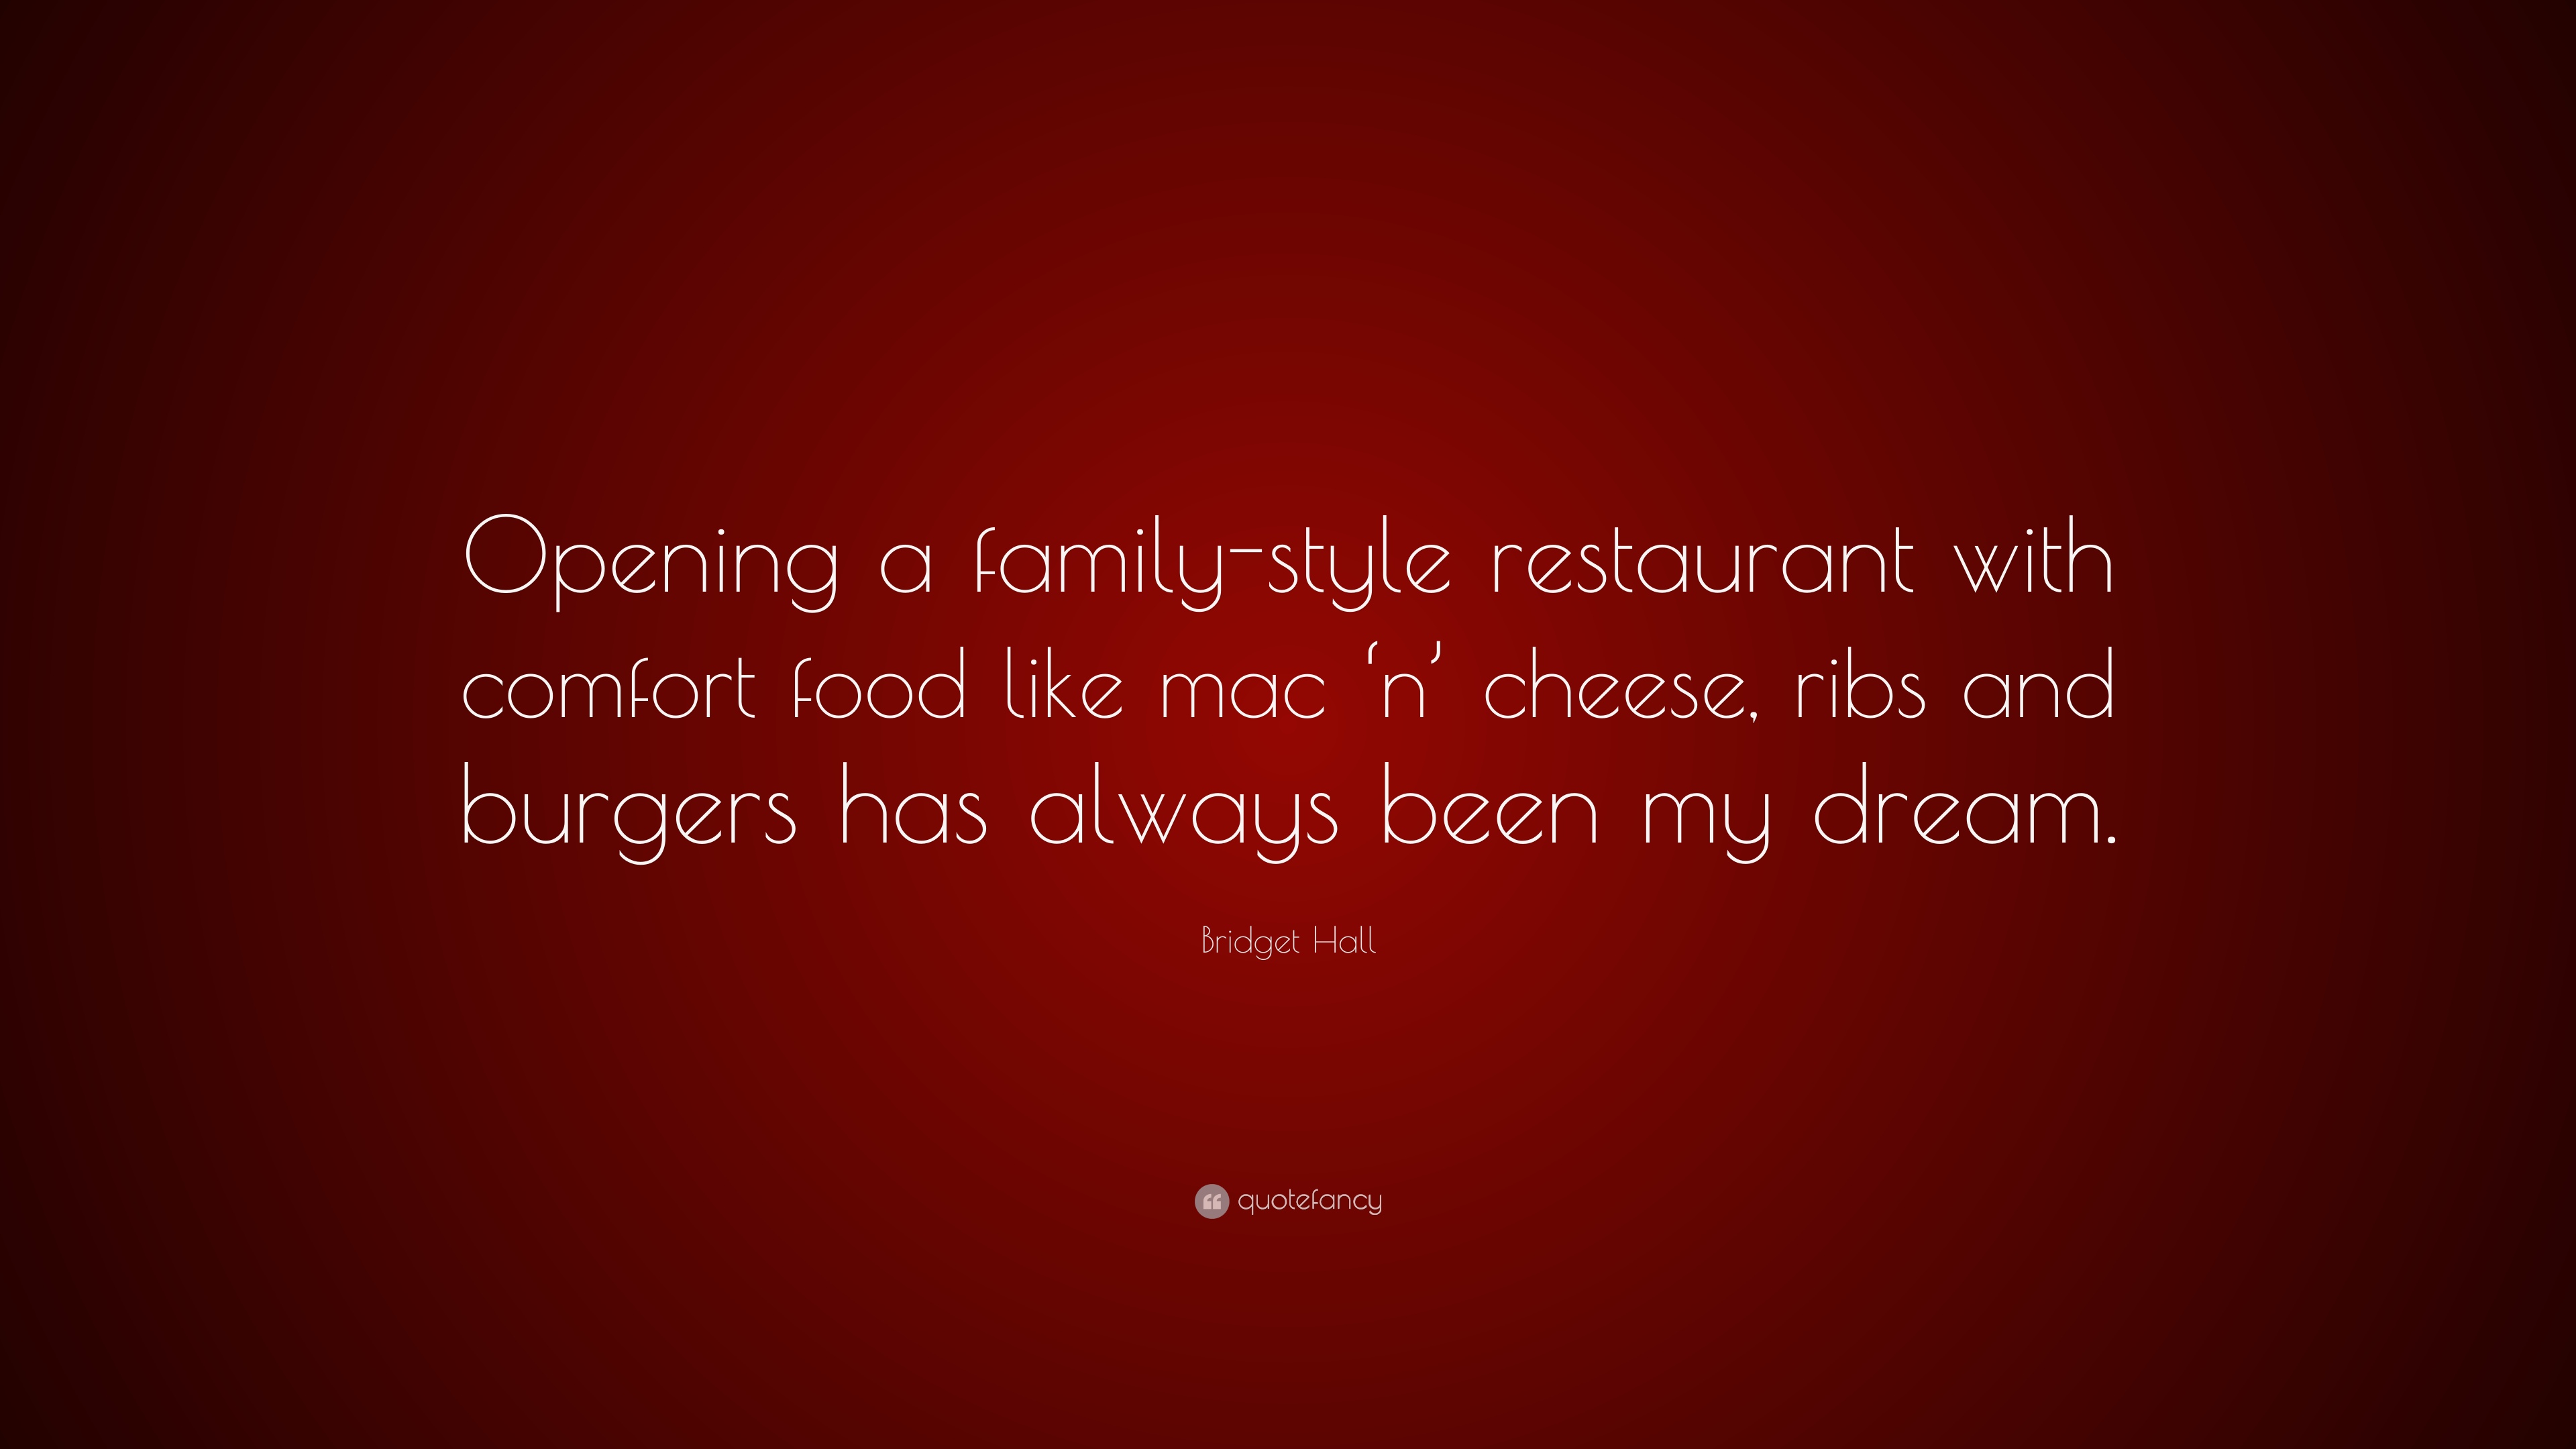 Opening a family-style restaurant with
comfort food like mac ‘n’ cheese, ribs and
burgers has always been my dream.
Bridget Hall
quotefancy